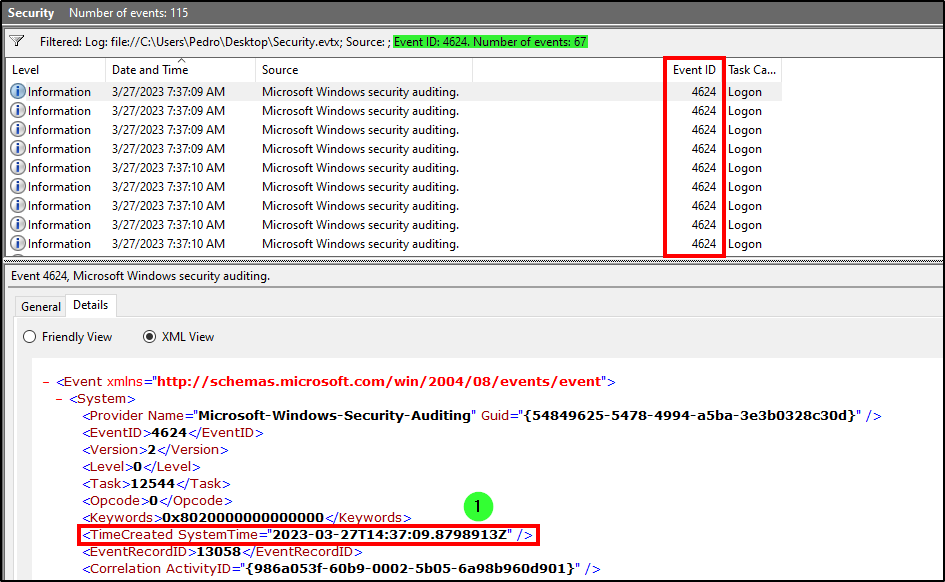 Security Number of events: 115
Filtered: Log: file://C:\Users\Pedro\Desktop\Security.evtx; Source: ; Event ID: 4624. Number of events: 67
Level Date and Time Source Event ID Task Ca...
Information 3/27/2023 7:37:09 AM Microsoft Windows security auditing. 4624 Logon
Information 3/27/2023 7:37:09 AM Microsoft Windows security auditing. 4624 Logon
Information 3/27/2023 7:37:09 AM Microsoft Windows security auditing. 4624 Logon
Information 3/27/2023 7:37:09 AM Microsoft Windows security auditing. 4624 Logon
Information 3/27/2023 7:37:10 AM Microsoft Windows security auditing. 4624 Logon
Information 3/27/2023 7:37:10 AM Microsoft Windows security auditing. 4624 Logon
Information 3/27/2023 7:37:10 AM Microsoft Windows security auditing. 4624 Logon
Information 3/27/2023 7:37:10 AM Microsoft Windows security auditing. 4624 Logon
Information 3/27/2023 7:37:10 AM Microsoft Windows security auditing. 4624 Logon
Event 4624, Microsoft Windows security auditing.
General Details
Friendly View XML View
- <Event xmlns="http://schemas.microsoft.com/win/2004/08/events/event">
- <System>
<Provider Name="Microsoft-Windows-Security-Auditing" Guid="{54849625-5478-4994-a5ba-3e3b0328c30d}" />
<EventID>4624</EventID>
<Version>2</Version>
<Level>0</Level>
<Task>12544</Task>
<Opcode>0</Opcode>
<Keywords>0x8020000000000000</Keywords>
1
<TimeCreated SystemTime="2023-03-27T14:37:09.8798913Z" />
<EventRecordID>13058</EventRecordID>
<Correlation ActivityID="{986a053f-60b9-0002-5b05-6a98b960d901}" />